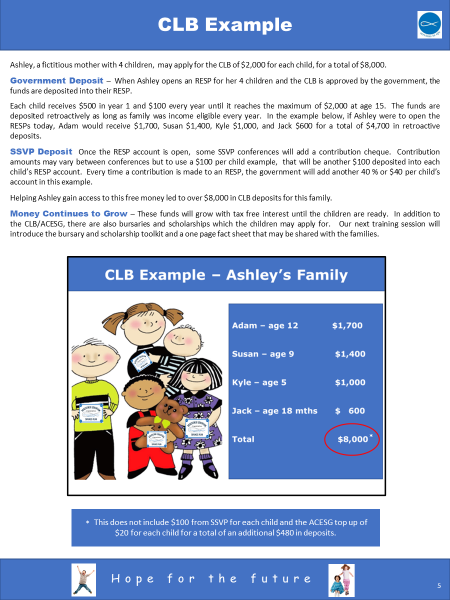 CLB Example
Ashley, a fictitious mother with 4 children, may apply for the CLB of $2,000 for each child, for a total of $8,000.
Government Deposit – When Ashley opens an RESP for her 4 children and the CLB is approved by the government, the
funds are deposited into their RESP.
Each child receives $500 in year 1 and $100 every year until it reaches the maximum of $2,000 at age 15. The funds are
deposited retroactively as long as family was income eligible every year. In the example below, if Ashley were to open the
RESPs today, Adam would receive $1,700, Susan $1,400, Kyle $1,000, and Jack $600 for a total of $4,700 in retroactive
deposits.
SSVP Deposit Once the RESP account is open, some SSVP conferences will add a contribution cheque. Contribution
amounts may vary between conferences but to use a $100 per child example, that will be another $100 deposited into each
child's RESP account. Every time a contribution is made to an RESP, the government will add another 40 % or $40 per child's
account in this example.
Helping Ashley gain access to this free money led to over $8,000 in CLB deposits for this family.
Money Continues to Grow – These funds will grow with tax free interest until the children are ready. In addition to
the CLB/ACESG, there are also bursaries and scholarships which the children may apply for. Our next training session will
introduce the bursary and scholarship toolkit and a one page fact sheet that may be shared with the families.
CLB Example – Ashley's Family
Adam – age 12 $1,700
Susan – age 9 $1,400
Kyle – age 5 $1,000
Jack – age 18 mths $ 600
Total $8,000*
• This does not include $100 from SSVP for each child and the ACESG top up of
$20 for each child for a total of an additional $480 in deposits.
Hope for the future
5